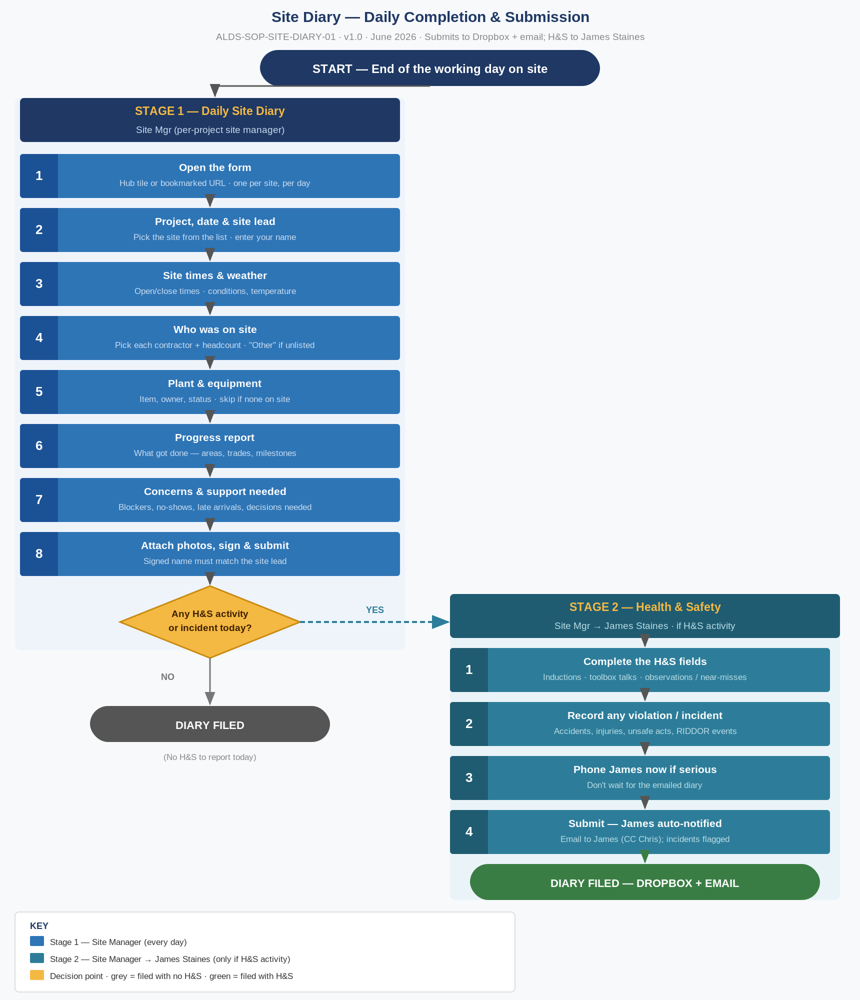 Site Diary — Daily Completion & Submission
ALDS-SOP-SITE-DIARY-01 · v1.0 · June 2026 · Submits to Dropbox + email; H&S to James Staines
START — End of the working day on site
STAGE 1 — Daily Site Diary
Site Mgr (per-project site manager)
1
Open the form
Hub tile or bookmarked URL · one per site, per day
2
Project, date & site lead
Pick the site from the list · enter your name
3
Site times & weather
Open/close times · conditions, temperature
4
Who was on site
Pick each contractor + headcount · "Other" if unlisted
5
Plant & equipment
Item, owner, status · skip if none on site
6
Progress report
What got done — areas, trades, milestones
7
Concerns & support needed
Blockers, no-shows, late arrivals, decisions needed
8
Attach photos, sign & submit
Signed name must match the site lead
Any H&S activity
or incident today?
YES
NO
DIARY FILED
(No H&S to report today)
STAGE 2 — Health & Safety
Site Mgr → James Staines · if H&S activity
1
Complete the H&S fields
Inductions · toolbox talks · observations / near-misses
2
Record any violation / incident
Accidents, injuries, unsafe acts, RIDDOR events
3
Phone James now if serious
Don't wait for the emailed diary
4
Submit — James auto-notified
Email to James (CC Chris); incidents flagged
DIARY FILED — DROPBOX + EMAIL
KEY
Stage 1 — Site Manager (every day)
Stage 2 — Site Manager → James Staines (only if H&S activity)
Decision point · grey = filed with no H&S · green = filed with H&S